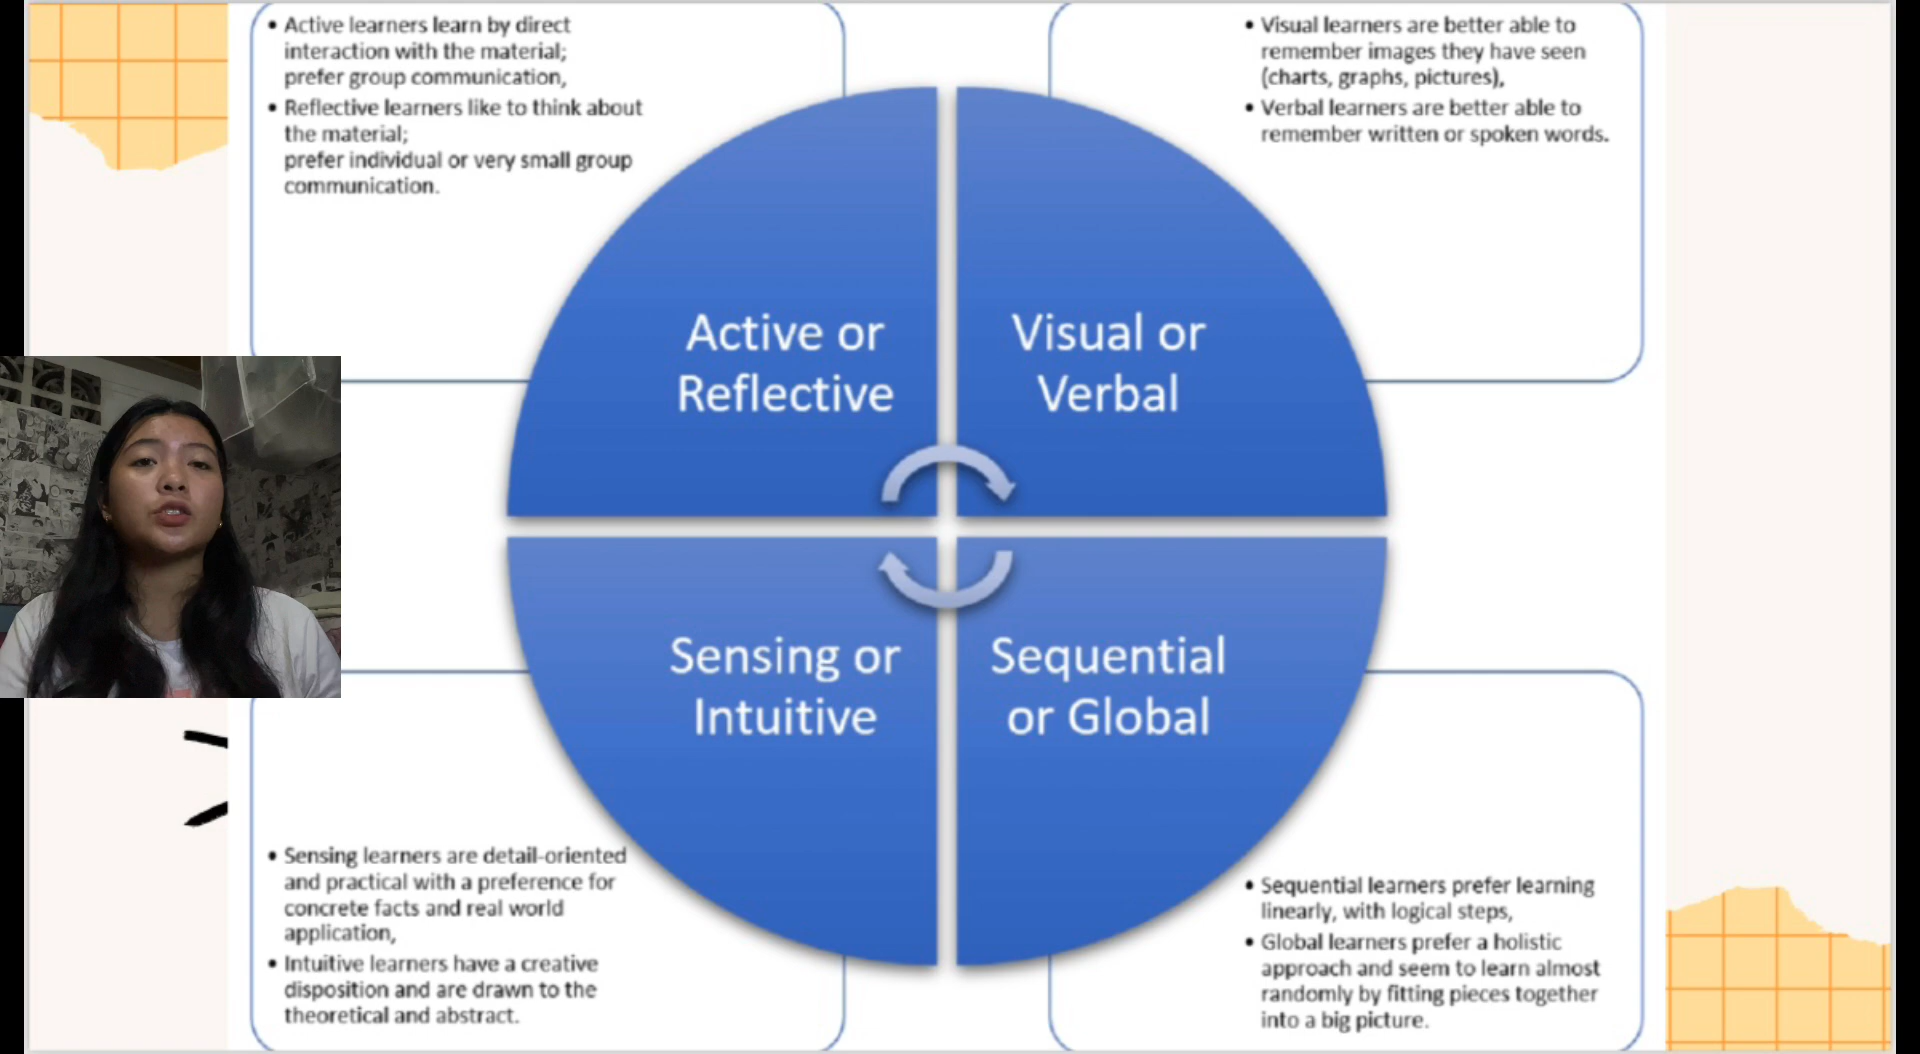 • Active learners learn by direct
interaction with the material;
prefer group communication,
• Reflective learners like to think about
the material;
prefer individual or very small group
communication.
• Visual learners are better able to
remember images they have seen
(charts, graphs, pictures),
• Verbal learners are better able to
remember written or spoken words.
Active or
Reflective
Visual or
Verbal
Sensing or
Intuitive
Sequential
or Global
• Sensing learners are detail-oriented
and practical with a preference for
concrete facts and real world
application,
• Intuitive learners have a creative
disposition and are drawn to the
theoretical and abstract.
• Sequential learners prefer learning
linearly, with logical steps,
• Global learners prefer a holistic
approach and seem to learn almost
randomly by fitting pieces together
into a big picture.